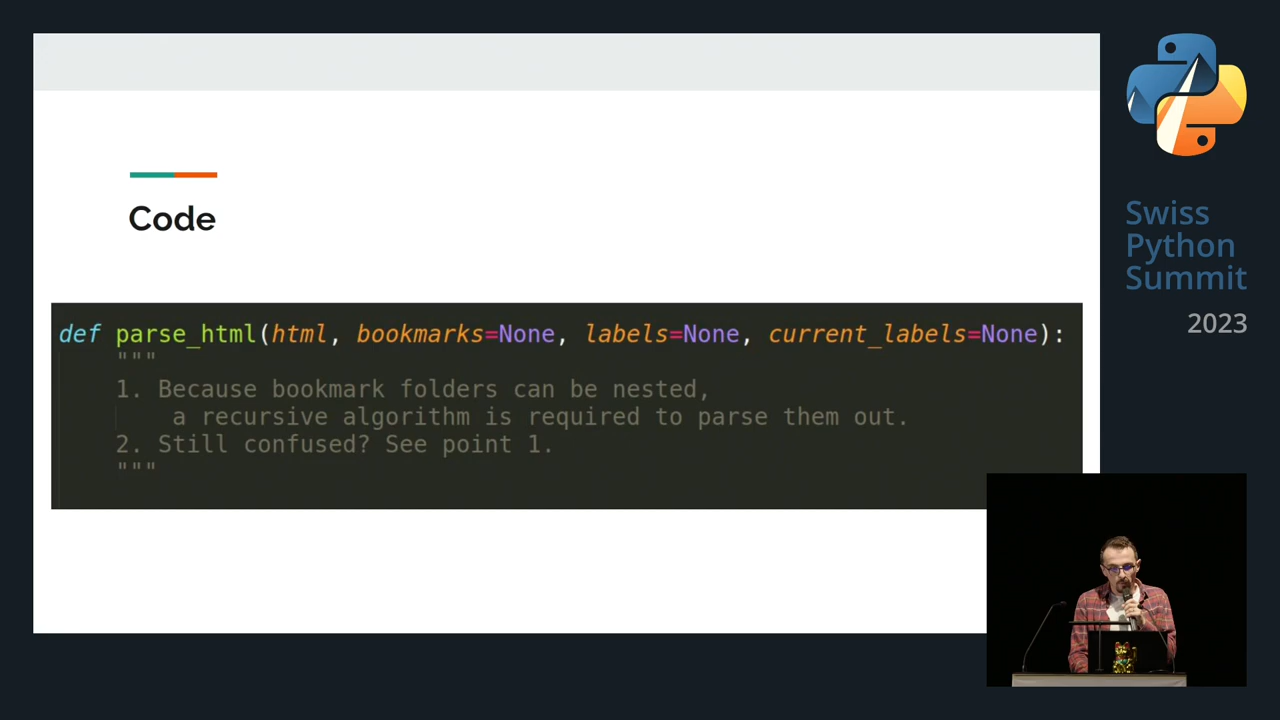 Code
def parse_html(html, bookmarks=None, labels=None, current_labels=None):
"""
1. Because bookmark folders can be nested,
a recursive algorithm is required to parse them out.
2. Still confused? See point 1.
"""
Swiss
Python
Summit
2023